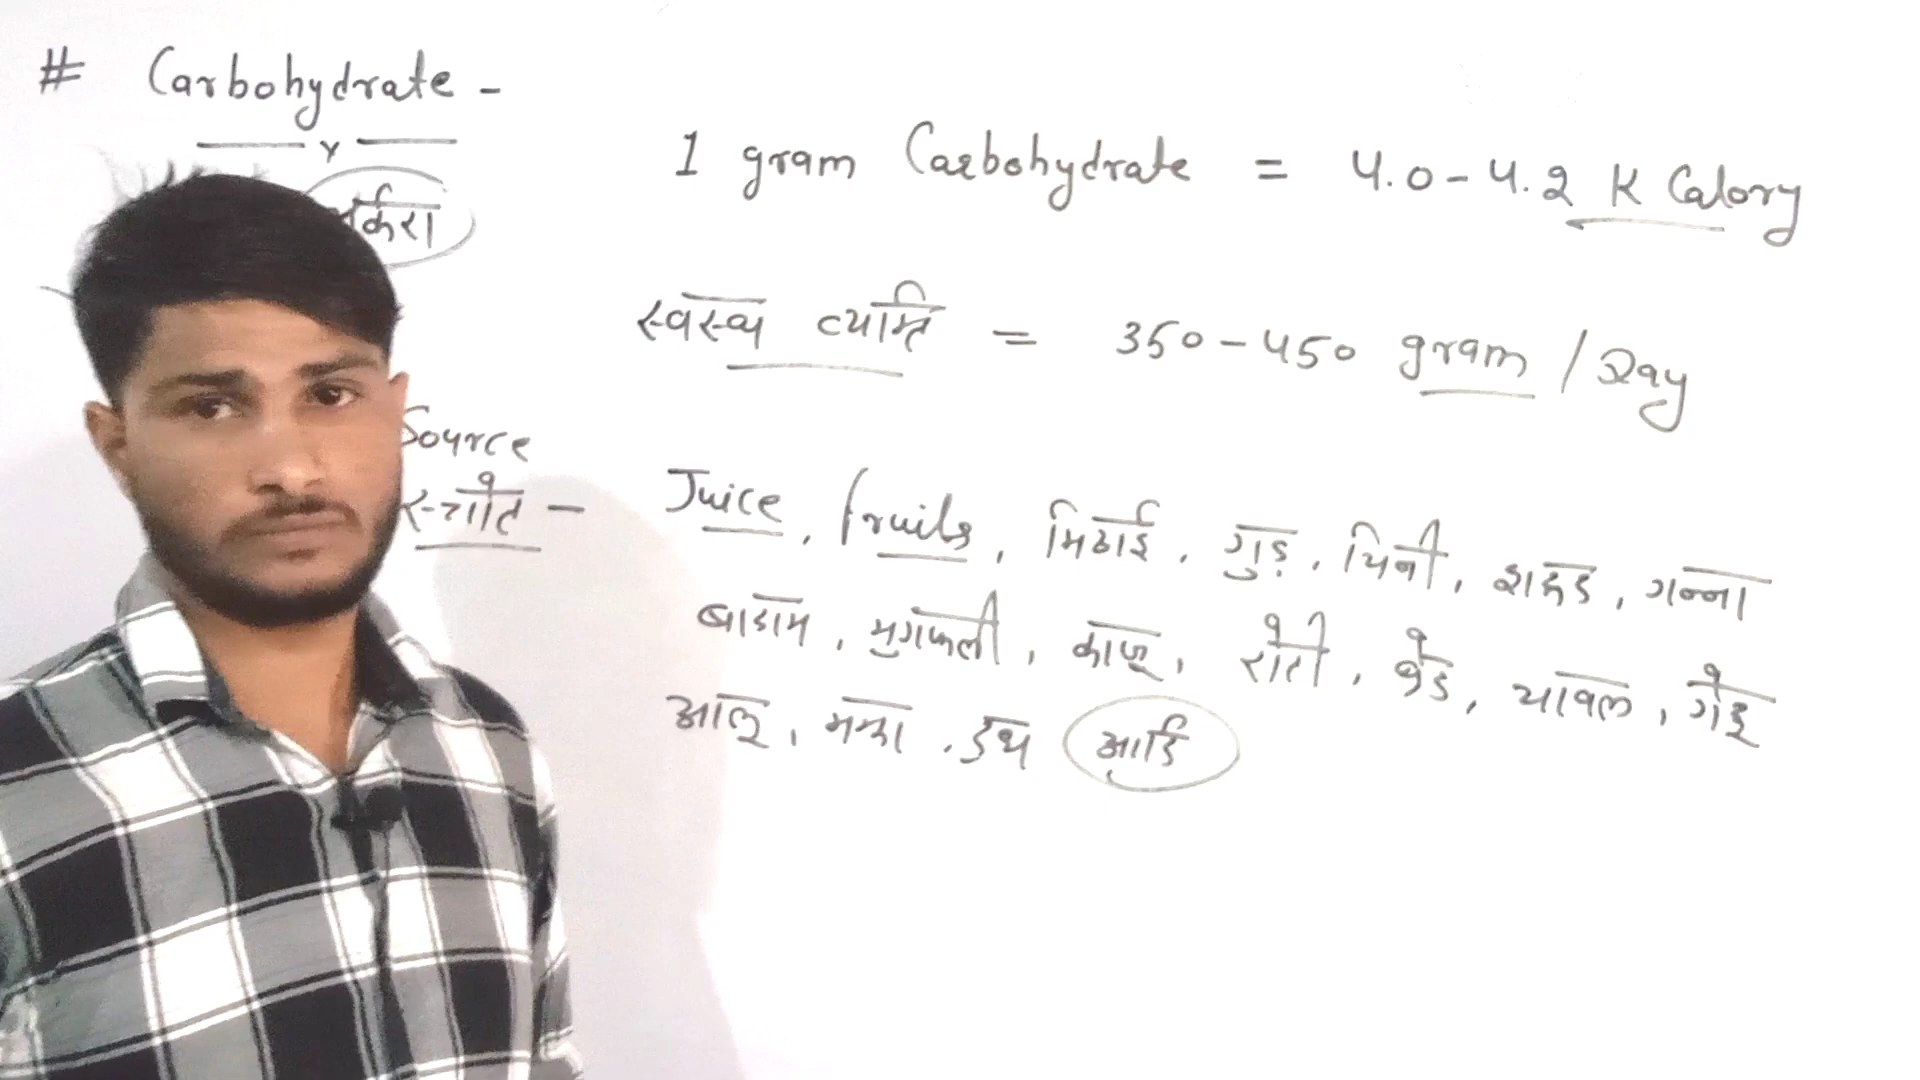 # Carbohydrate -
र्करा
1 gram Carbohydrate = 4.0 - 4.2 K Calory
स्वस्थ व्यक्ति = 350 - 450 gram / Day
Source
स्त्रोत - Juice, fruits, मिठाई, गुड़, चिनी, शहद, गन्ना
बादाम, मुगफली, काजू, रोटी, ब्रेड, चावल, गेहू
आलू, मक्का, दुध आदि